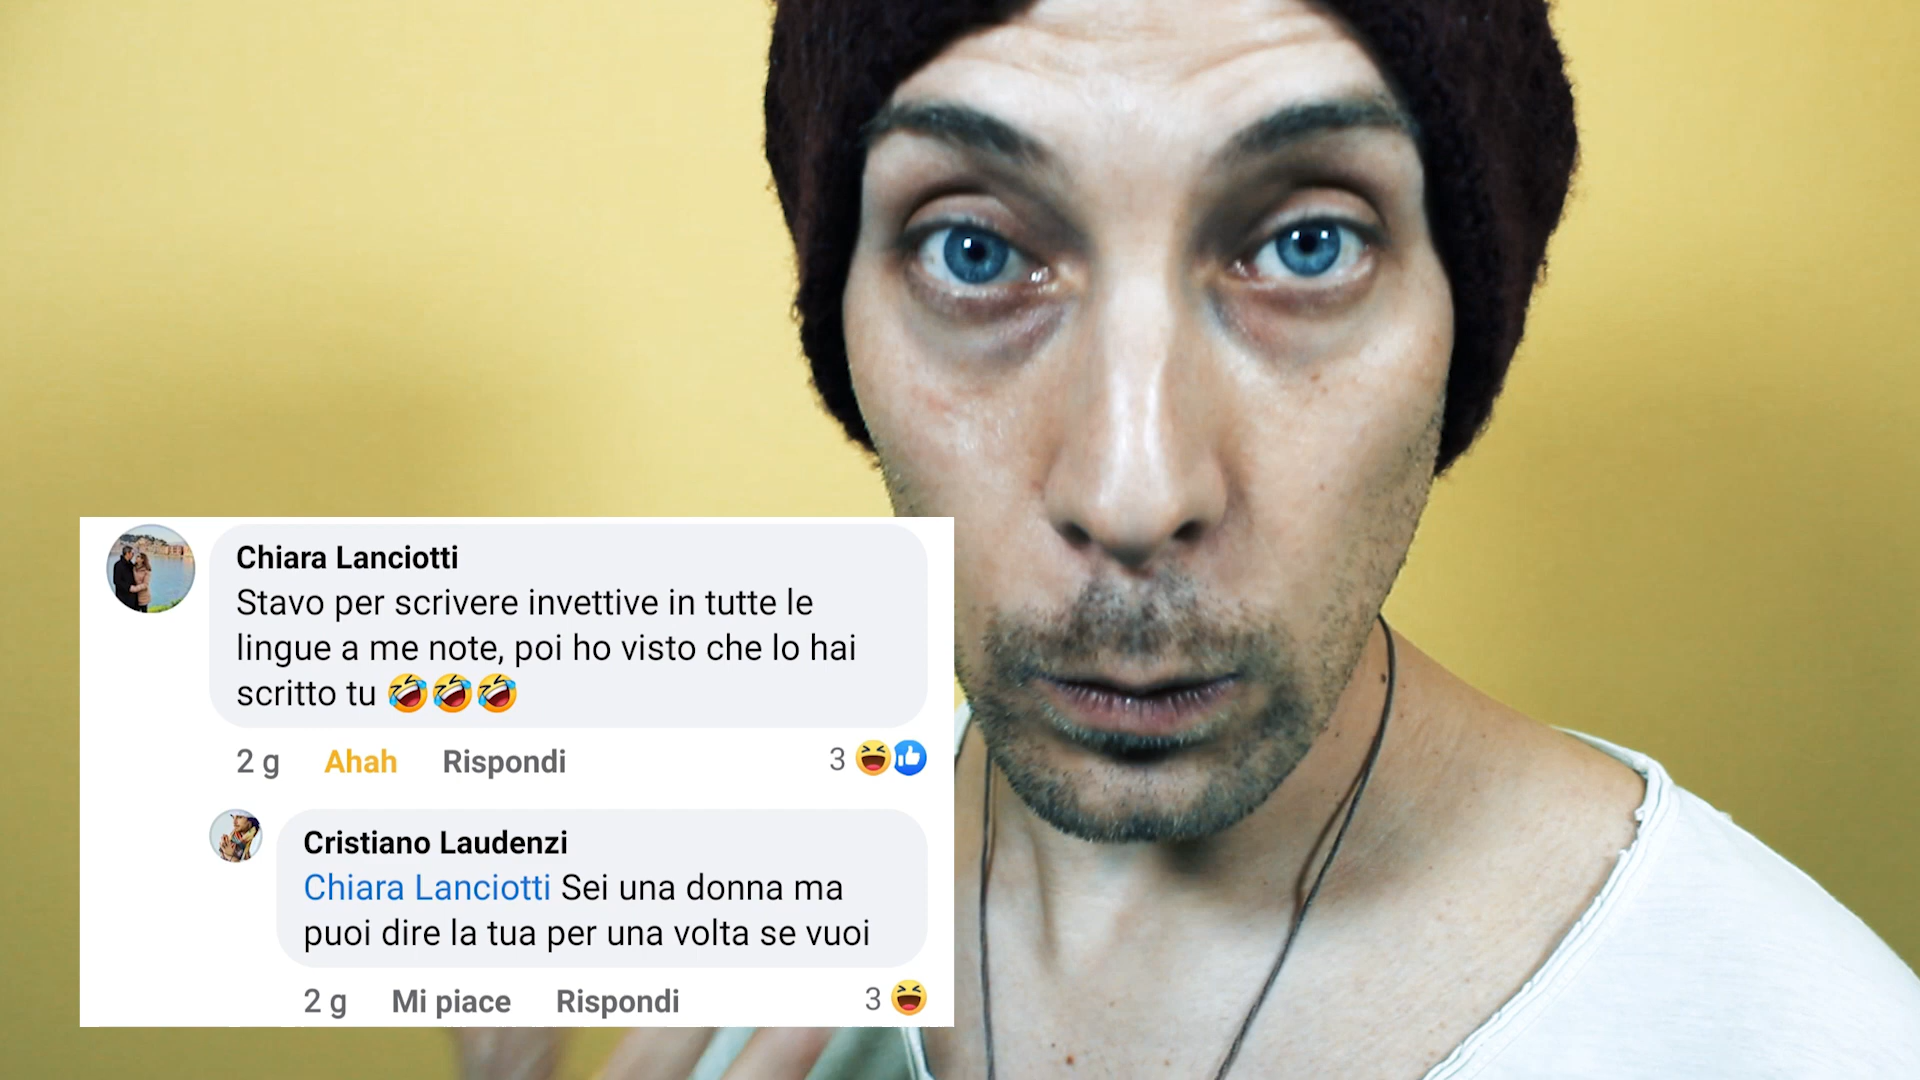 Chiara Lanciotti
Stavo per scrivere invettive in tutte le
lingue a me note, poi ho visto che lo hai
scritto tu 🤣🤣🤣
2 g Ahah Rispondi 3
Cristiano Laudenzi
Chiara Lanciotti Sei una donna ma
puoi dire la tua per una volta se vuoi
2 g Mi piace Rispondi 3